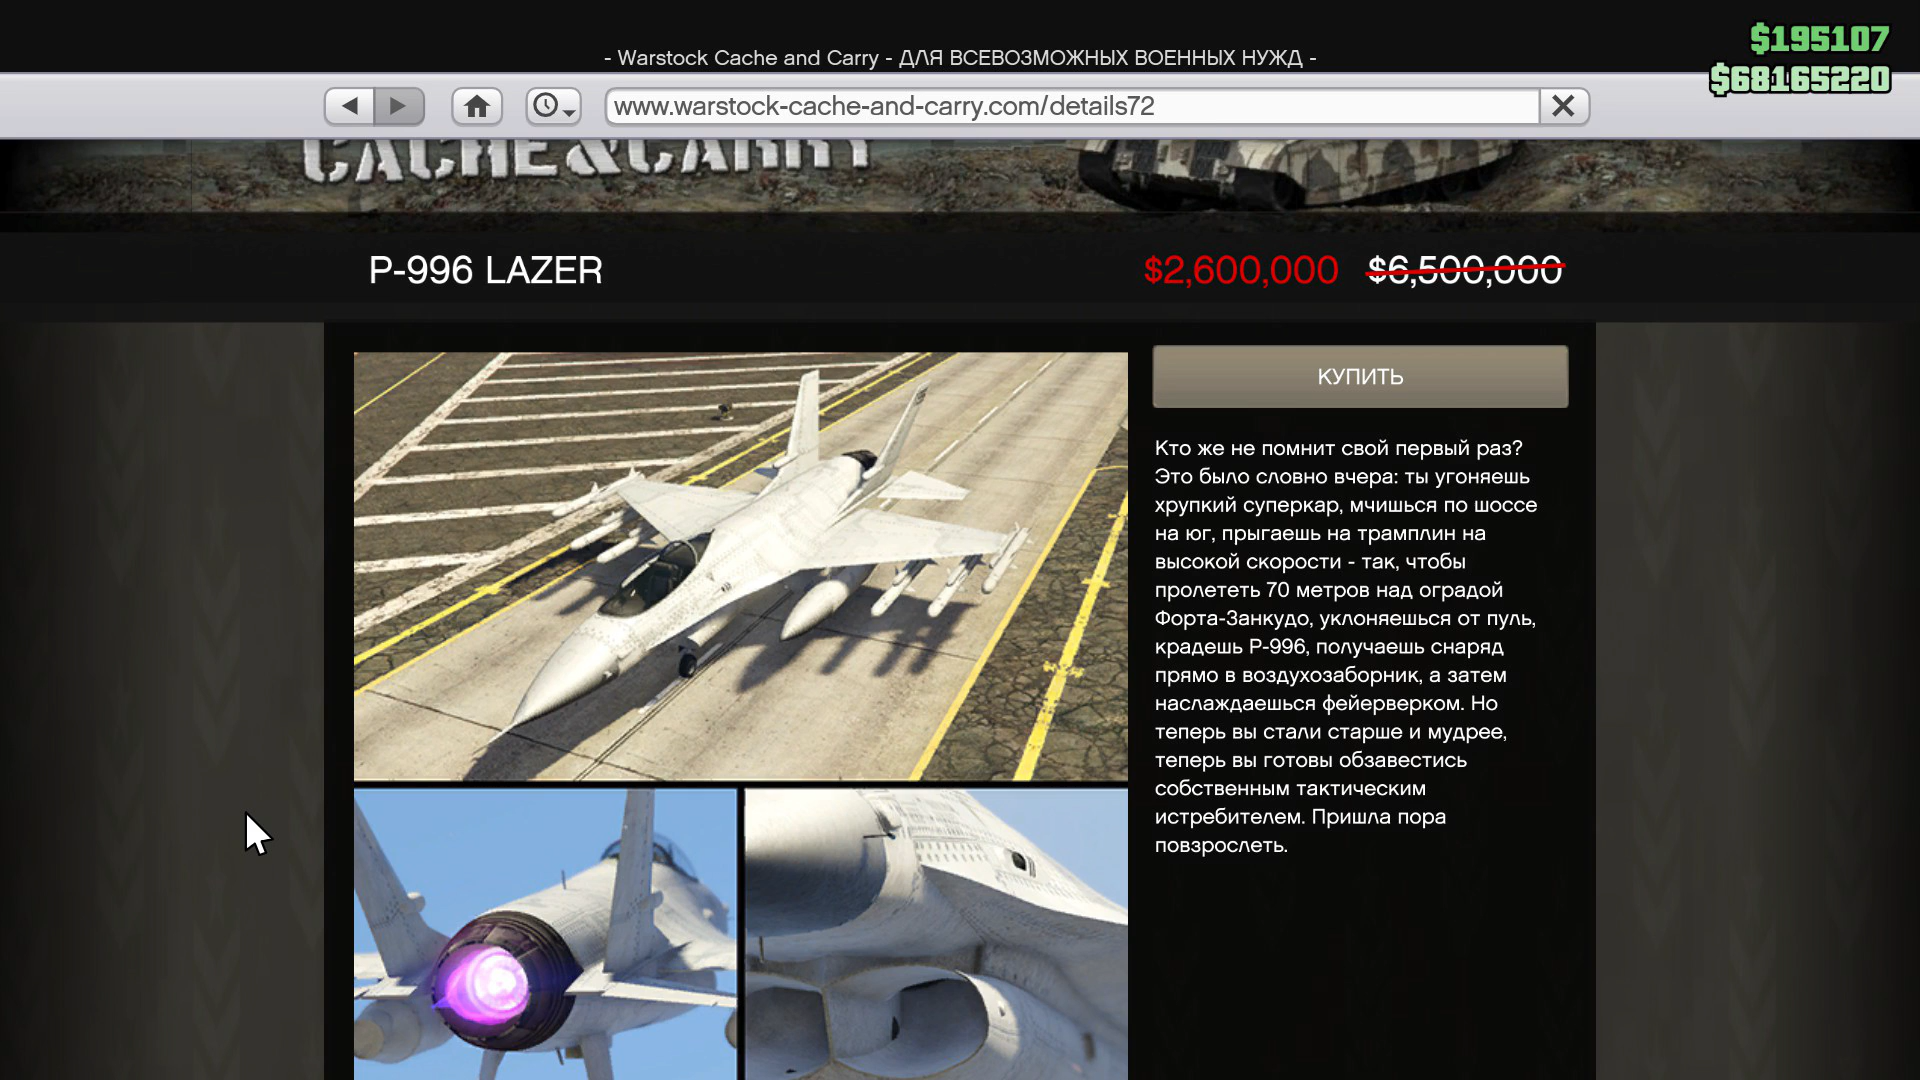 $195107
- Warstock Cache and Carry - ДЛЯ ВСЕВОЗМОЖНЫХ ВОЕННЫХ НУЖД -
$68165220
www.warstock-cache-and-carry.com/details72
CACHE&CARRY
P-996 LAZER
$2,600,000 $6,500,000
КУПИТЬ
Кто же не помнит свой первый раз?
Это было словно вчера: ты угоняешь
хрупкий суперкар, мчишься по шоссе
на юг, прыгаешь на трамплин на
высокой скорости - так, чтобы
пролететь 70 метров над оградой
Форта-Занкудо, уклоняешься от пуль,
крадешь P-996, получаешь снаряд
прямо в воздухозаборник, а затем
наслаждаешься фейерверком. Но
теперь вы стали старше и мудрее,
теперь вы готовы обзавестись
собственным тактическим
истребителем. Пришла пора
повзрослеть.